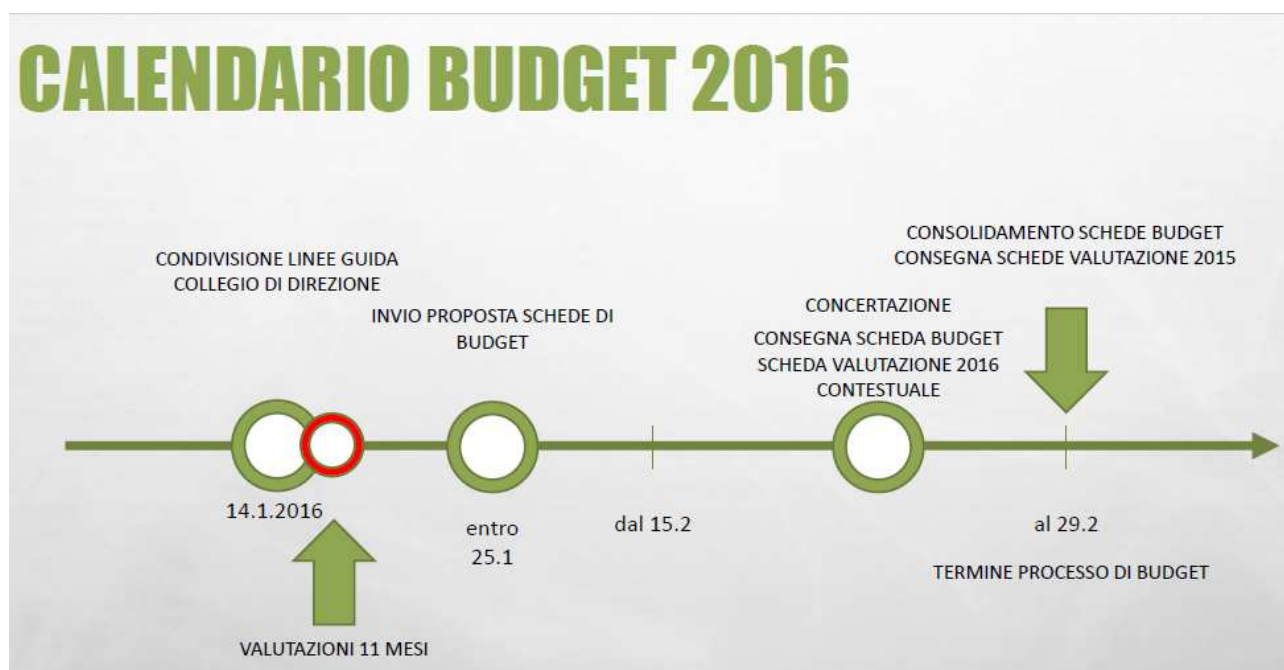 CALENDARIO BUDGET 2016
CONDIVISIONE LINEE GUIDA
COLLEGIO DI DIREZIONE
INVIO PROPOSTA SCHEDE DI
BUDGET
CONCERTAZIONE
CONSEGNA SCHEDA BUDGET
SCHEDA VALUTAZIONE 2016
CONTESTUALE
CONSOLIDAMENTO SCHEDE BUDGET
CONSEGNA SCHEDE VALUTAZIONE 2015
14.1.2016
entro
25.1
dal 15.2
al 29.2
TERMINE PROCESSO DI BUDGET
VALUTAZIONI 11 MESI